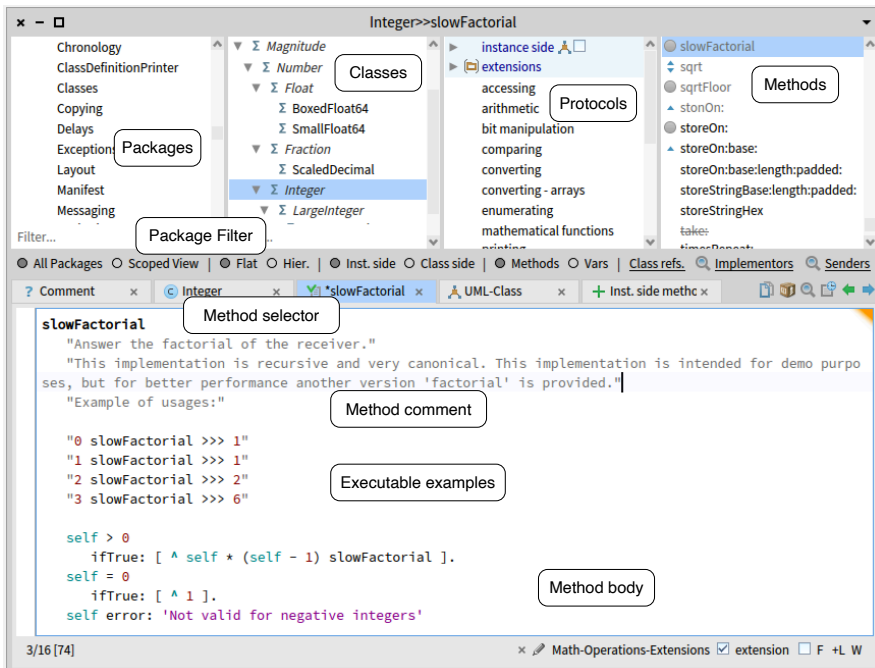 Integer>>slowFactorial
Chronology
ClassDefinitionPrinter
Classes
Copying
Delays
Exceptions
Layout
Manifest
Messaging
Filter...
Packages
Package Filter
Σ Magnitude
Σ Number
Σ Float
Σ BoxedFloat64
Σ SmallFloat64
Σ Fraction
Σ ScaledDecimal
Σ Integer
Σ LargeInteger
Classes
instance side
extensions
accessing
arithmetic
bit manipulation
comparing
converting
converting - arrays
enumerating
mathematical functions
printing
Protocols
slowFactorial
sqrt
sqrtFloor
stonOn:
storeOn:
storeOn:base:
storeOn:base:length:padded:
storeStringBase:length:padded:
storeStringHex
take:
timesRepeat:
Methods
All Packages Scoped View | Flat Hier. | Inst. side Class side | Methods Vars | Class refs. Implementors Senders
? Comment × Integer × *slowFactorial × UML-Class × Inst. side methc ×
Method selector
slowFactorial
"Answer the factorial of the receiver."
"This implementation is recursive and very canonical. This implementation is intended for demo purpo
ses, but for better performance another version 'factorial' is provided."
"Example of usages:"
Method comment
"0 slowFactorial >>> 1"
"1 slowFactorial >>> 1"
"2 slowFactorial >>> 2"
"3 slowFactorial >>> 6"
Executable examples
self > 0
ifTrue: [ ^ self * (self - 1) slowFactorial ].
self = 0
ifTrue: [ ^ 1 ].
self error: 'Not valid for negative integers'
Method body
3/16 [74] × Math-Operations-Extensions extension F +L W